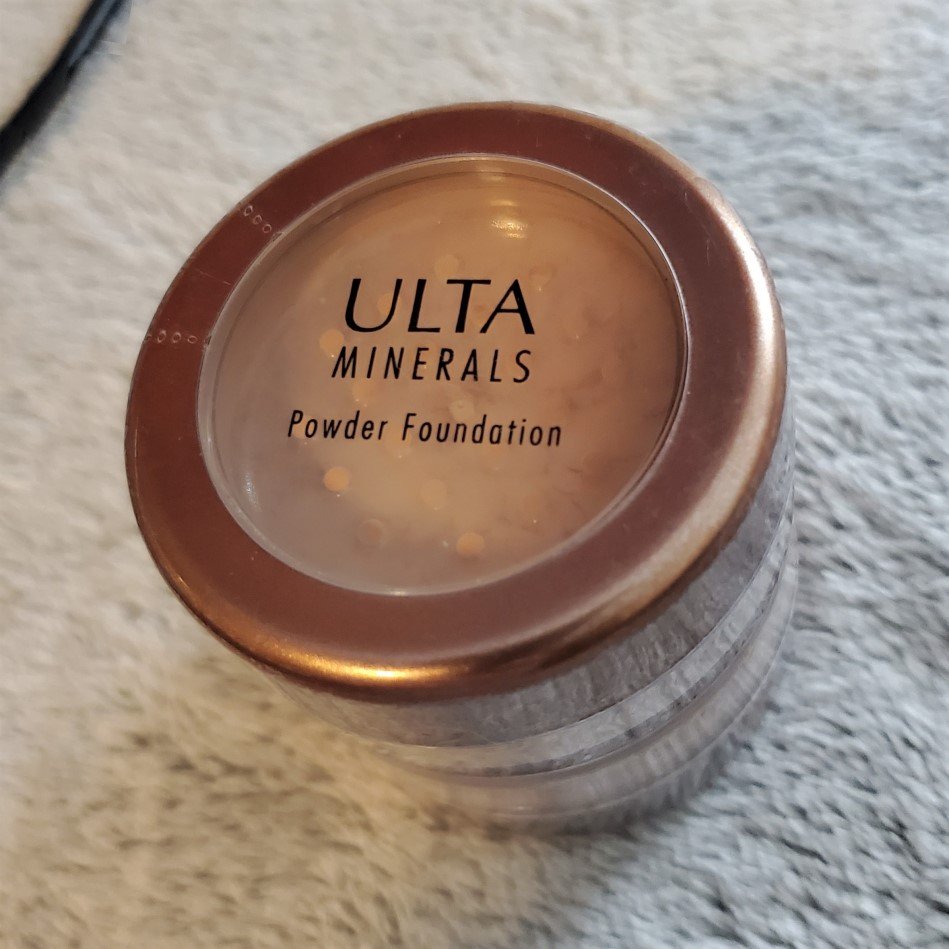 ULTA
MINERALS
Powder Foundation